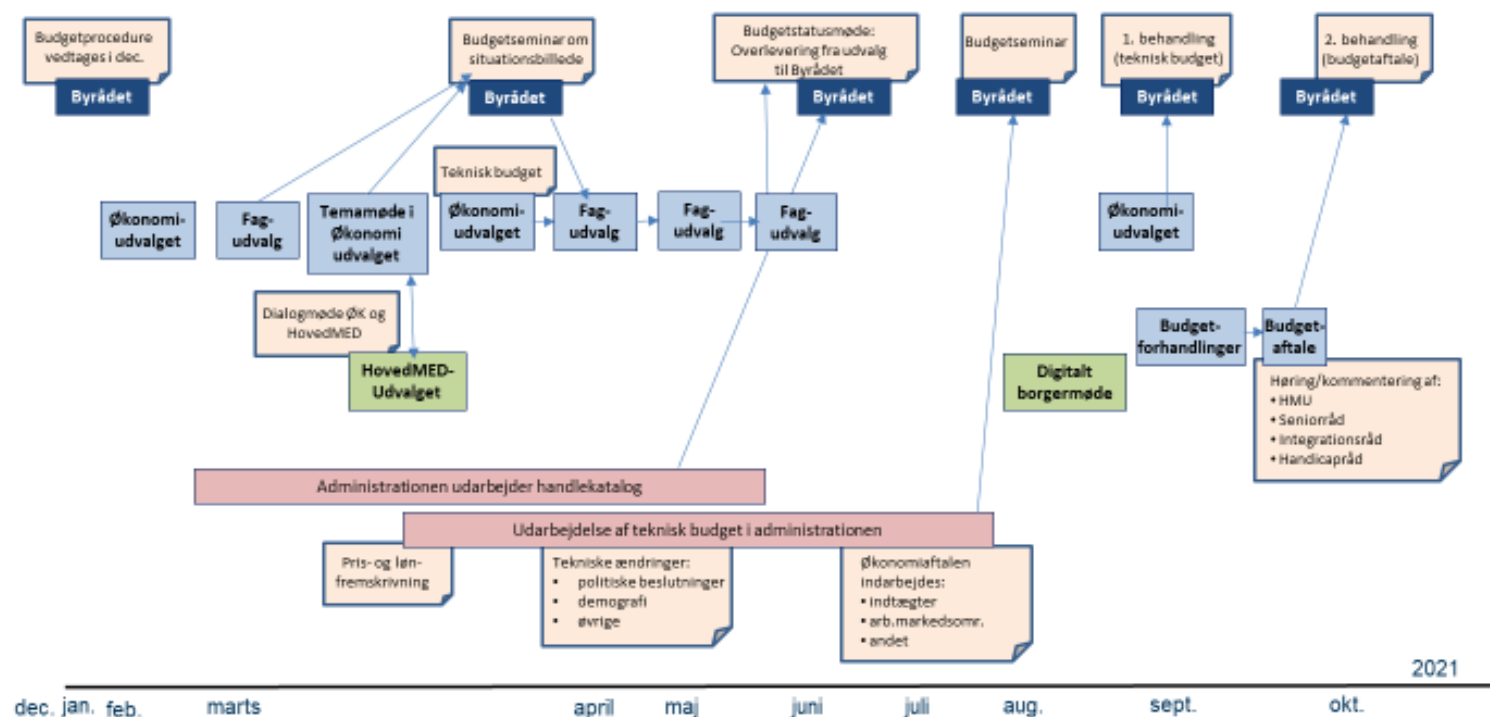 Budgetprocedure
vedtages i dec.
Byrådet
Budgetseminar om
situationsbillede
Byrådet
Budgetstatusmøde:
Overlevering fra udvalg
til Byrådet
Byrådet
Budgetseminar
Byrådet
1. behandling
(teknisk budget)
Byrådet
2. behandling
(budgetaftale)
Byrådet
Teknisk budget
Økonomi-
udvalget
Fag-
udvalg
Temamøde i
Økonomi
udvalget
Økonomi-
udvalget
Fag-
udvalg
Fag-
udvalg
Fag-
udvalg
Økonomi-
udvalget
Dialogmøde ØK og
HovedMED
HovedMED-
Udvalget
Digitalt
borgermøde
Budget-
forhandlinger
Budget-
aftale
Høring/kommentering af:
• HMU
• Seniorråd
• Integrationsråd
• Handicapråd
Administrationen udarbejder handlekatalog
Udarbejdelse af teknisk budget i administrationen
Pris- og løn-
fremskrivning
Tekniske ændringer:
▪ politiske beslutninger
▪ demografi
▪ øvrige
Økonomiaftalen
indarbejdes:
▪ indtægter
▪ arb.markedsomr.
▪ andet
2021
dec. jan. feb. marts april maj juni juli aug. sept. okt.